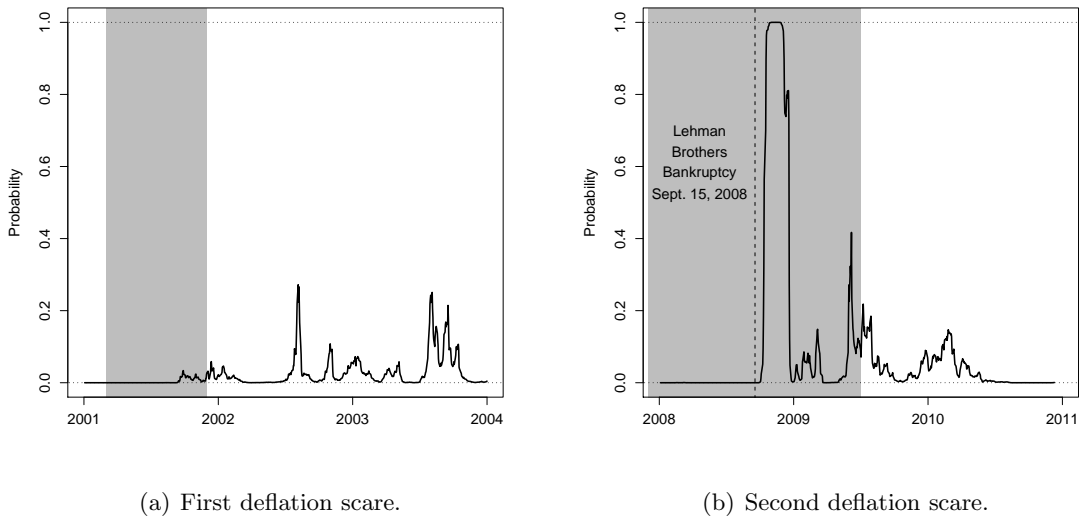 1.0
0.8
0.6
0.4
0.2
0.0
Probability
2001 2002 2003 2004
(a) First deflation scare.
1.0
0.8
0.6
0.4
0.2
0.0
Probability
Lehman
Brothers
Bankruptcy
Sept. 15, 2008
2008 2009 2010 2011
(b) Second deflation scare.